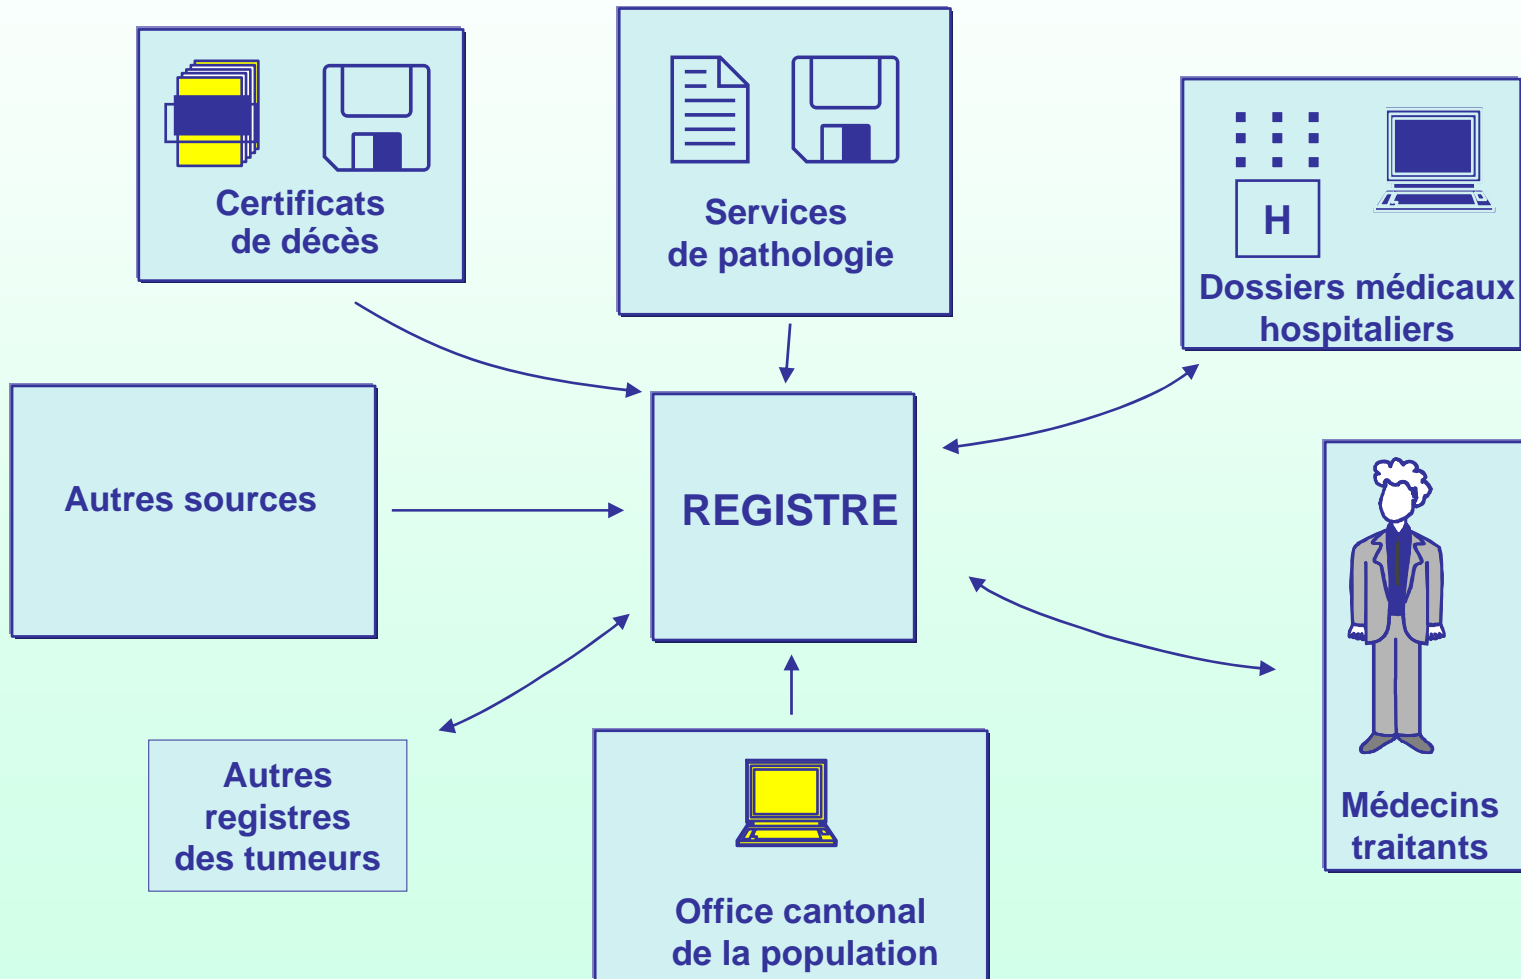 Certificats
de décès
Services
de pathologie
H
Dossiers médicaux
hospitaliers
Autres sources
REGISTRE
Autres
registres
des tumeurs
Office cantonal
de la population
Médecins
traitants